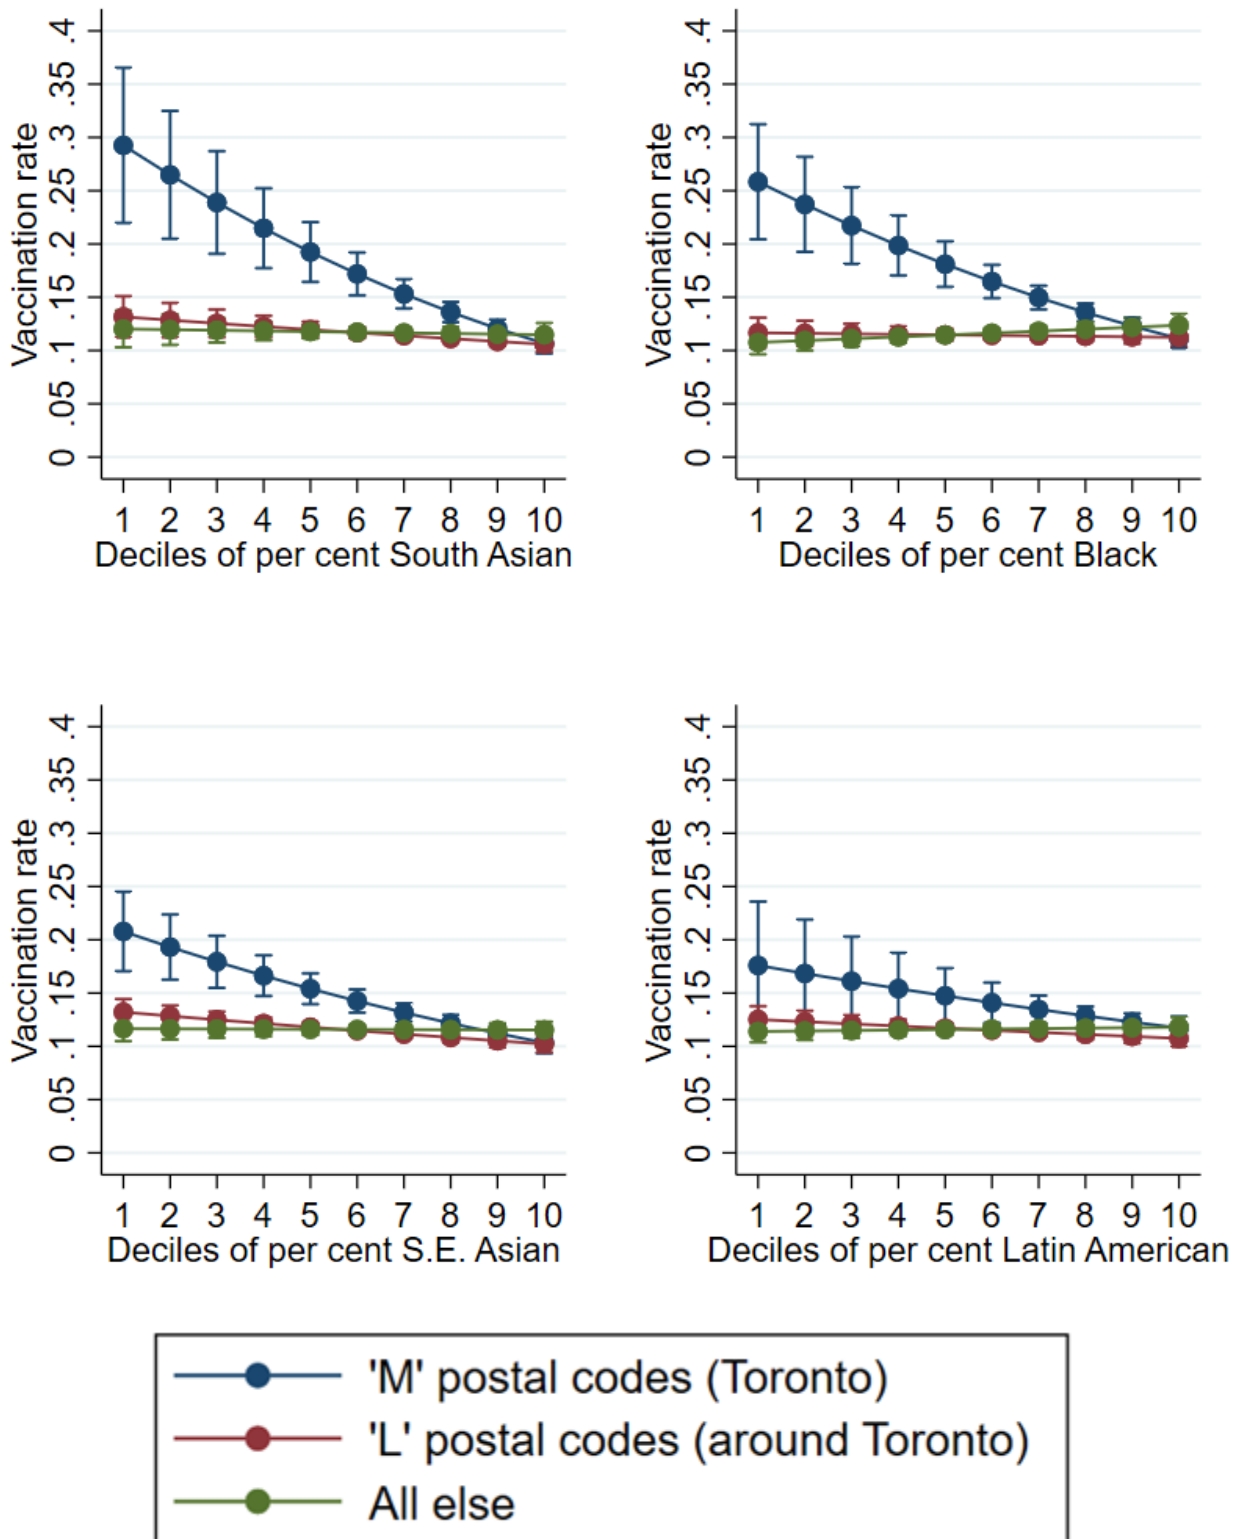 Vaccination rate
.4
.35
.3
.25
.2
.15
.1
.05
0
1 2 3 4 5 6 7 8 9 10
Deciles of per cent South Asian
Vaccination rate
.4
.35
.3
.25
.2
.15
.1
.05
0
1 2 3 4 5 6 7 8 9 10
Deciles of per cent Black
Vaccination rate
.4
.35
.3
.25
.2
.15
.1
.05
0
1 2 3 4 5 6 7 8 9 10
Deciles of per cent S.E. Asian
Vaccination rate
.4
.35
.3
.25
.2
.15
.1
.05
0
1 2 3 4 5 6 7 8 9 10
Deciles of per cent Latin American
'M' postal codes (Toronto)
'L' postal codes (around Toronto)
All else